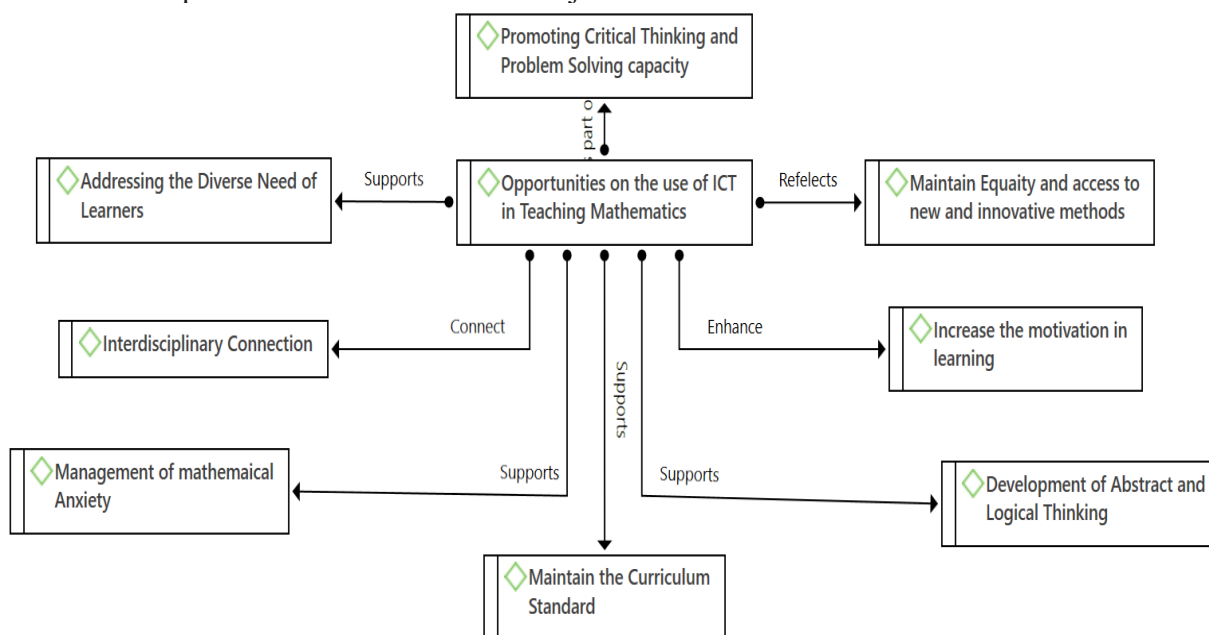 Promoting Critical Thinking and
Problem Solving capacity
part o
Addressing the Diverse Need of
Learners
Supports
Opportunities on the use of ICT
in Teaching Mathematics
Refelects
Maintain Equaity and access to
new and innovative methods
Interdisciplinary Connection
Connect
Enhance
Increase the motivation in
learning
Supports
Management of mathemaical
Anxiety
Supports
Supports
Development of Abstract and
Logical Thinking
Maintain the Curriculum
Standard